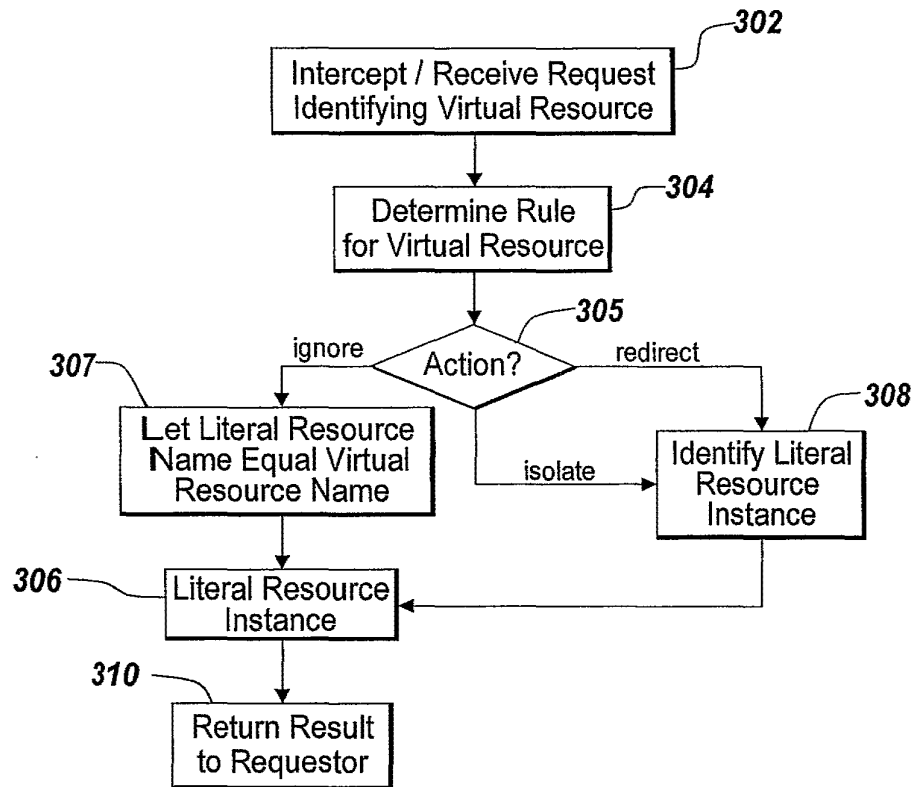 302
Intercept / Receive Request
Identifying Virtual Resource
304
Determine Rule
for Virtual Resource
305
Action?
ignore
redirect
isolate
307
Let Literal Resource
Name Equal Virtual
Resource Name
308
Identify Literal
Resource
Instance
306
Literal Resource
Instance
310
Return Result
to Requestor